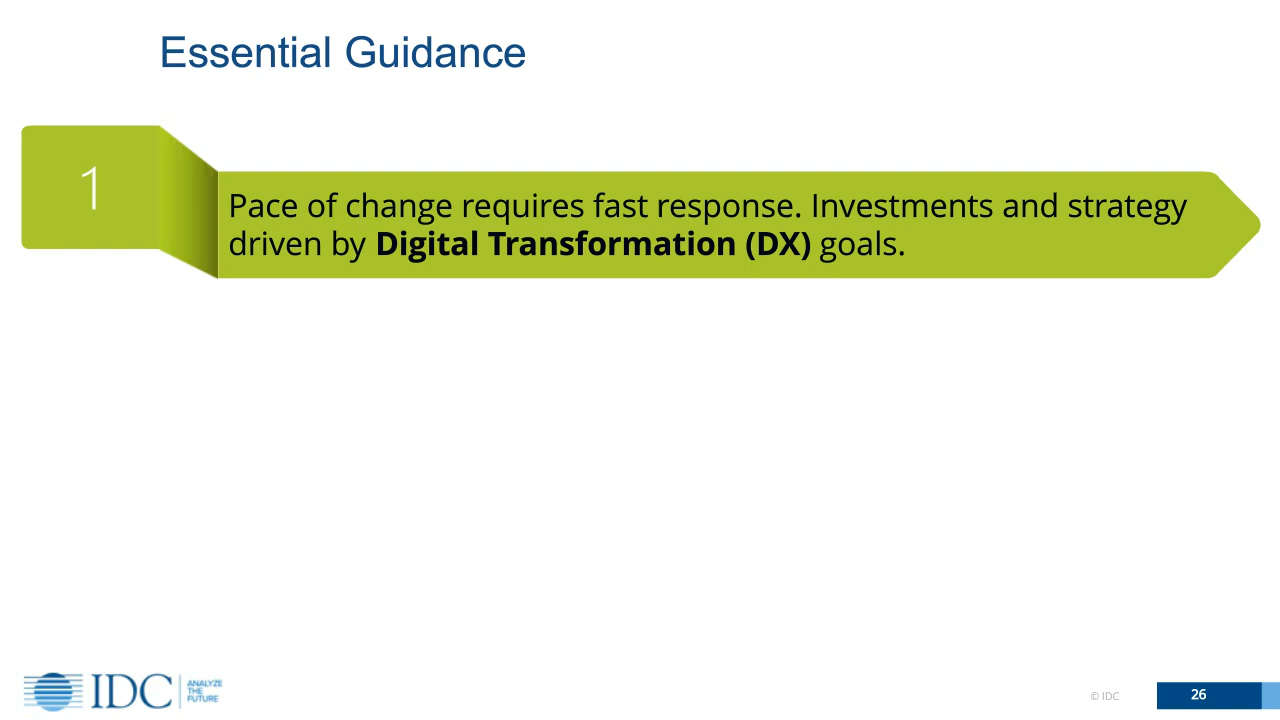 Essential Guidance
1
Pace of change requires fast response. Investments and strategy
driven by Digital Transformation (DX) goals.
IDC
ANALYZE
THE
FUTURE
© IDC
26